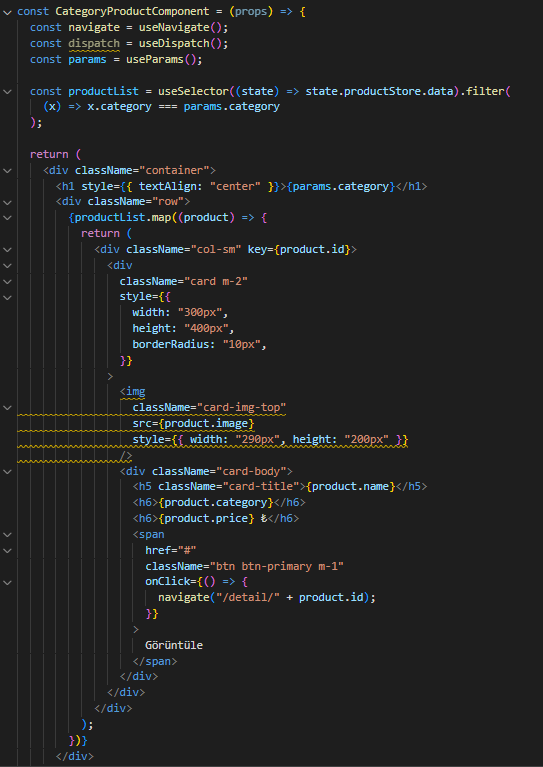 const CategoryProductComponent = (props) => {
  const navigate = useNavigate();
  const dispatch = useDispatch();
  const params = useParams();

  const productList = useSelector((state) => state.productStore.data).filter(
    (x) => x.category === params.category
  );

  return (
    <div className="container">
      <h1 style={{ textAlign: "center" }}>{params.category}</h1>
      <div className="row">
        {productList.map((product) => {
          return (
            <div className="col-sm" key={product.id}>
              <div
                className="card m-2"
                style={{
                  width: "300px",
                  height: "400px",
                  borderRadius: "10px",
                }}
              >
                <img
                  className="card-img-top"
                  src={product.image}
                  style={{ width: "290px", height: "200px" }}
                />
                <div className="card-body">
                  <h5 className="card-title">{product.name}</h5>
                  <h6>{product.category}</h6>
                  <h6>{product.price} ₺</h6>
                  <span
                    href="#"
                    className="btn btn-primary m-1"
                    onClick={() => {
                      navigate("/detail/" + product.id);
                    }}
                  >
                    Görüntüle
                  </span>
                </div>
              </div>
            </div>
          );
        })}
      </div>